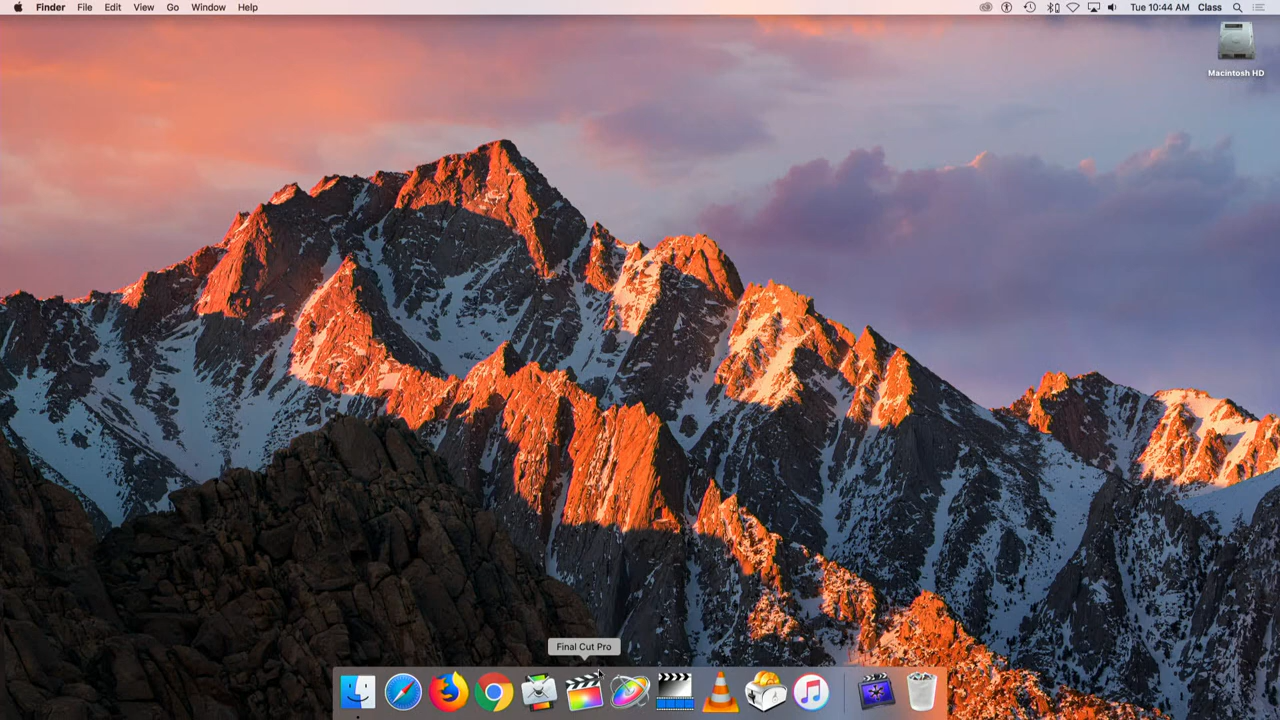 Finder File Edit View Go Window Help Tue 10:44 AM Class
Macintosh HD
Final Cut Pro